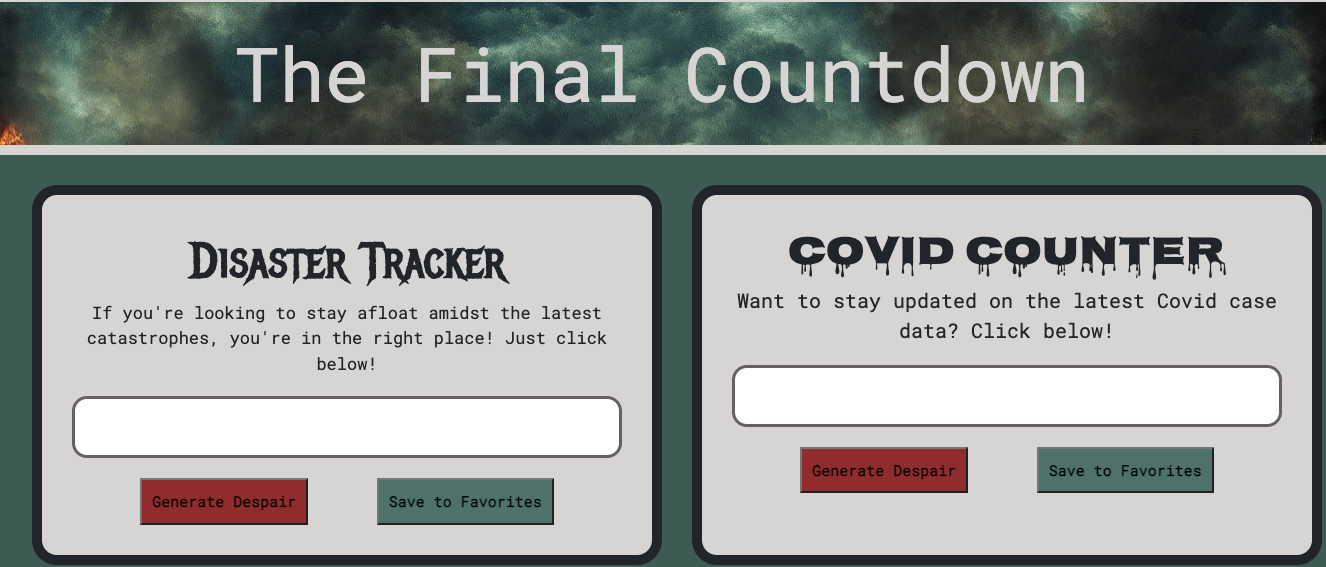 The Final Countdown
Disaster Tracker
If you're looking to stay afloat amidst the latest
catastrophes, you're in the right place! Just click
below!
Generate Despair
Save to Favorites
COVID COUNTER
Want to stay updated on the latest Covid case
data? Click below!
Generate Despair
Save to Favorites